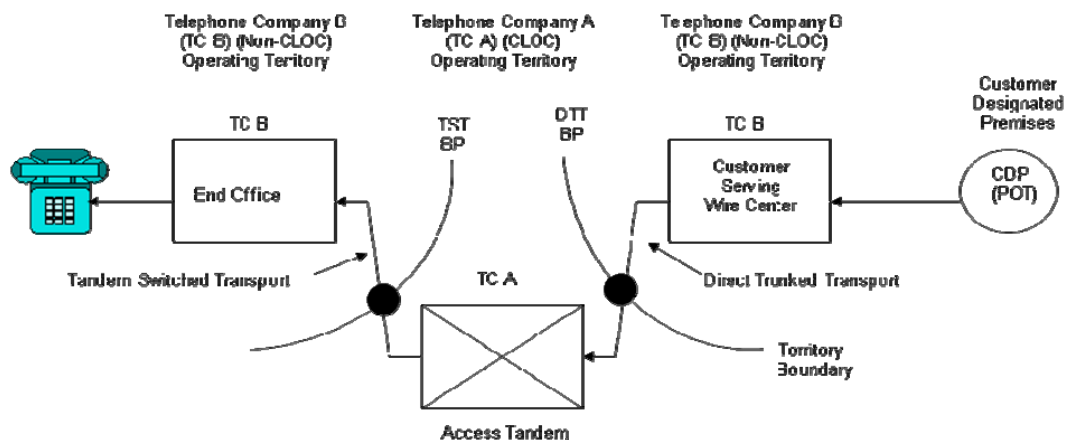 Telephone Company B
(TC B) (Non-CLOC)
Operating Territory
Telephone Company A
(TC A) (CLOC)
Operating Territory
Telephone Company B
(TC B) (Non-CLOC)
Operating Territory
Customer
Designated
Premises
TC B
TST
BP
DTT
BP
TC B
End Office
Customer
Serving
Wire Center
CDP
(POT)
Tandem Switched Transport
TC A
Direct Trunked Transport
Territory
Boundary
Access Tandem